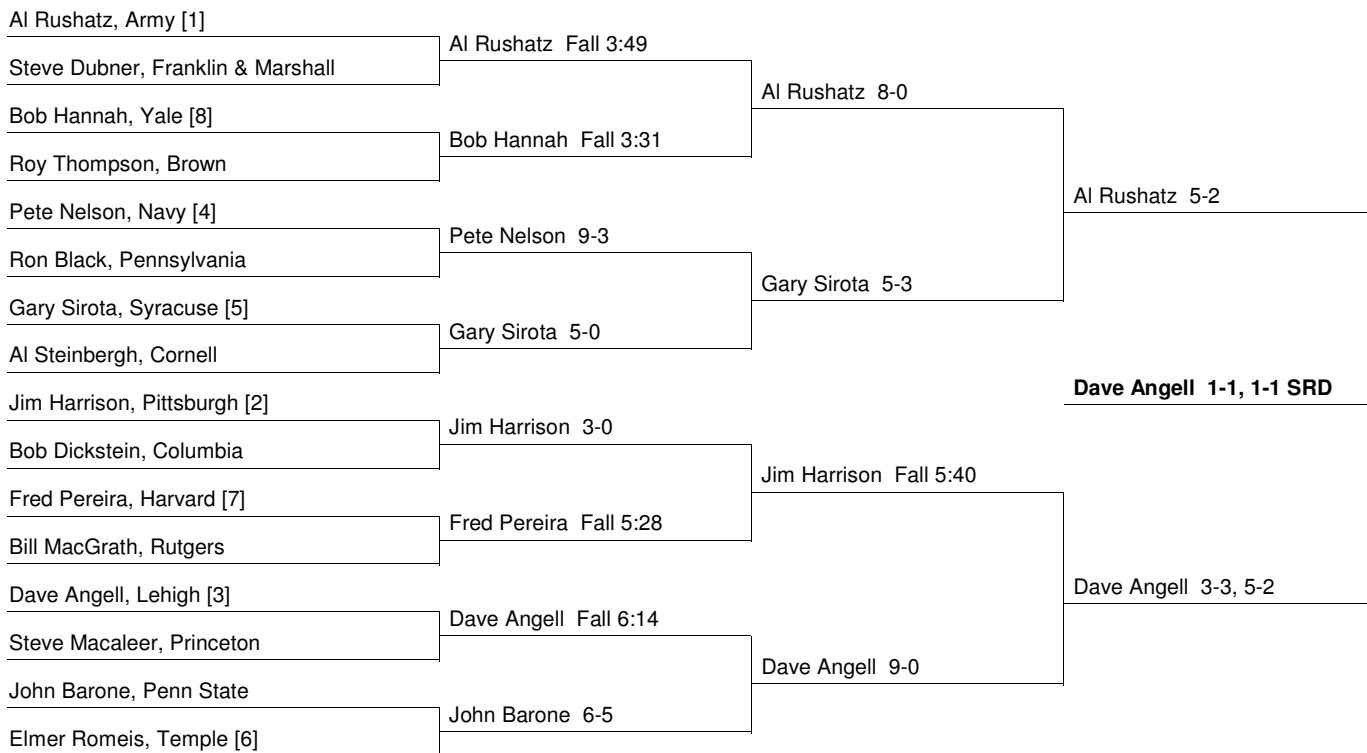 Al Rushatz, Army [1]
Steve Dubner, Franklin & Marshall
Bob Hannah, Yale [8]
Roy Thompson, Brown
Pete Nelson, Navy [4]
Ron Black, Pennsylvania
Gary Sirota, Syracuse [5]
Al Steinbergh, Cornell
Jim Harrison, Pittsburgh [2]
Bob Dickstein, Columbia
Fred Pereira, Harvard [7]
Bill MacGrath, Rutgers
Dave Angell, Lehigh [3]
Steve Macaleer, Princeton
John Barone, Penn State
Elmer Romeis, Temple [6]
Al Rushatz Fall 3:49
Bob Hannah Fall 3:31
Pete Nelson 9-3
Gary Sirota 5-0
Jim Harrison 3-0
Fred Pereira Fall 5:28
Dave Angell Fall 6:14
John Barone 6-5
Al Rushatz 8-0
Gary Sirota 5-3
Jim Harrison Fall 5:40
Dave Angell 9-0
Al Rushatz 5-2
Dave Angell 3-3, 5-2
Dave Angell 1-1, 1-1 SRD